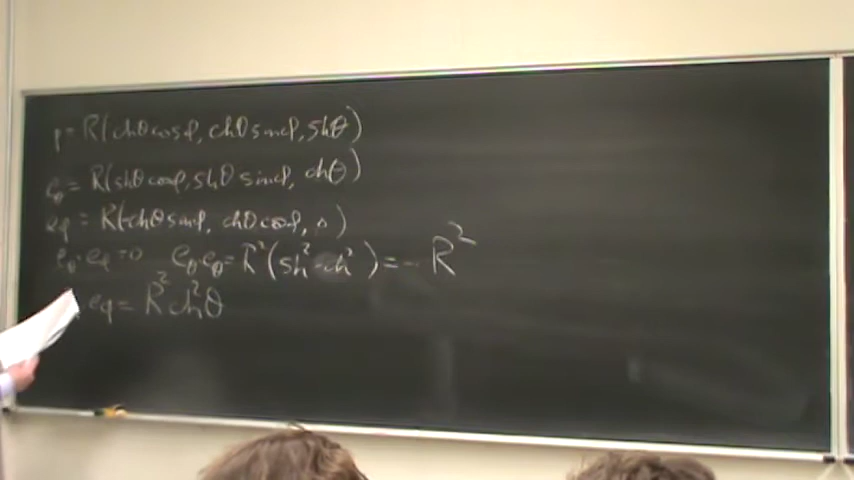 p = R(chθ cosφ, chθ sinφ, shθ)
e_θ = R(shθ cosφ, shθ sinφ, chθ)
e_φ = R(-chθ sinφ, chθ cosφ, 0)
e_θ · e_φ = 0   e_θ · e_θ = R²(sh² - ch²) = - R²
e_φ = R² ch²θ